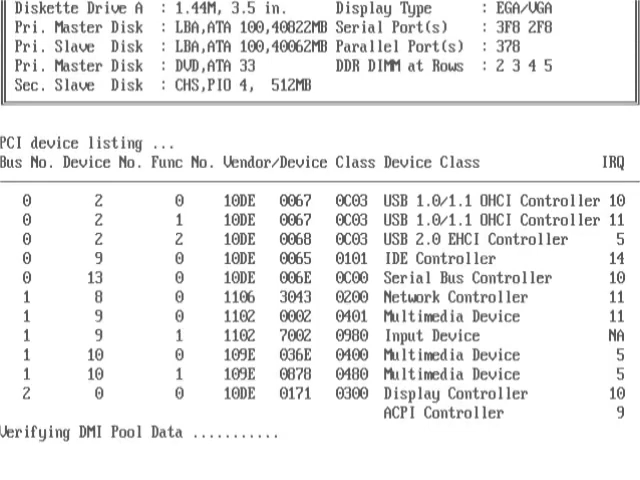 Diskette Drive A  : 1.44M, 3.5 in.   Display Type      : EGA/VGA
Pri. Master Disk  : LBA,ATA 100,40822MB Serial Port(s)    : 3F8 2F8
Pri. Slave  Disk  : LBA,ATA 100,40062MB Parallel Port(s)  : 378
Pri. Master Disk  : DVD,ATA 33          DDR DIMM at Rows  : 2 3 4 5
Sec. Slave  Disk  : CHS,PIO 4,  512MB
PCI device listing ...
Bus No. Device No. Func No. Vendor/Device Class Device Class IRQ
0 2 0 10DE 0067 0C03 USB 1.0/1.1 OHCI Controller 10
0 2 1 10DE 0067 0C03 USB 1.0/1.1 OHCI Controller 11
0 2 2 10DE 0068 0C03 USB 2.0 EHCI Controller 5
0 9 0 10DE 0065 0101 IDE Controller 14
0 13 0 10DE 006E 0C00 Serial Bus Controller 10
1 8 0 1106 3043 0200 Network Controller 11
1 9 0 1102 0002 0401 Multimedia Device 11
1 9 1 1102 7002 0980 Input Device NA
1 10 0 109E 036E 0400 Multimedia Device 5
1 10 1 109E 0878 0480 Multimedia Device 5
2 0 0 10DE 0171 0300 Display Controller 10
ACPI Controller 9
Verifying DMI Pool Data ...........